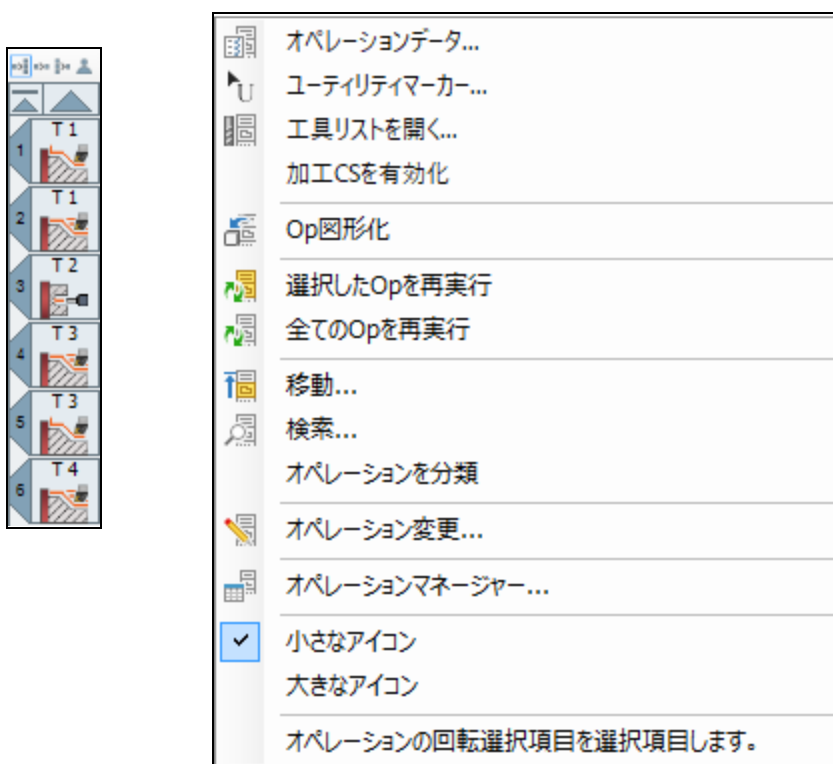 T 1
1
T 1
2
T 2
3
T 3
4
T 3
5
T 4
6
オペレーションデータ...
U
ユーティリティマーカー...
工具リストを開く...
加工CSを有効化
Op図形化
選択したOpを再実行
全てのOpを再実行
移動...
検索...
オペレーションを分類
オペレーション変更...
オペレーションマネージャー...
小さなアイコン
大きなアイコン
オペレーションの回転選択項目を選択項目します。